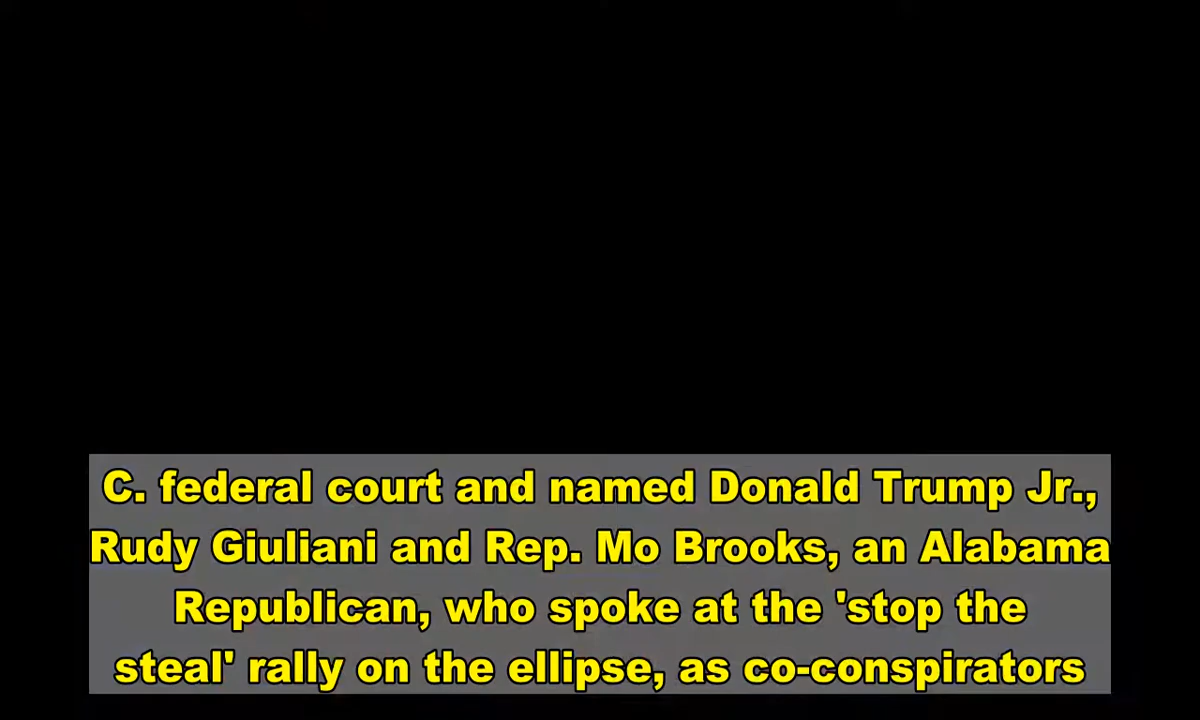 C. federal court and named Donald Trump Jr.,
Rudy Giuliani and Rep. Mo Brooks, an Alabama
Republican, who spoke at the 'stop the
steal' rally on the ellipse, as co-conspirators